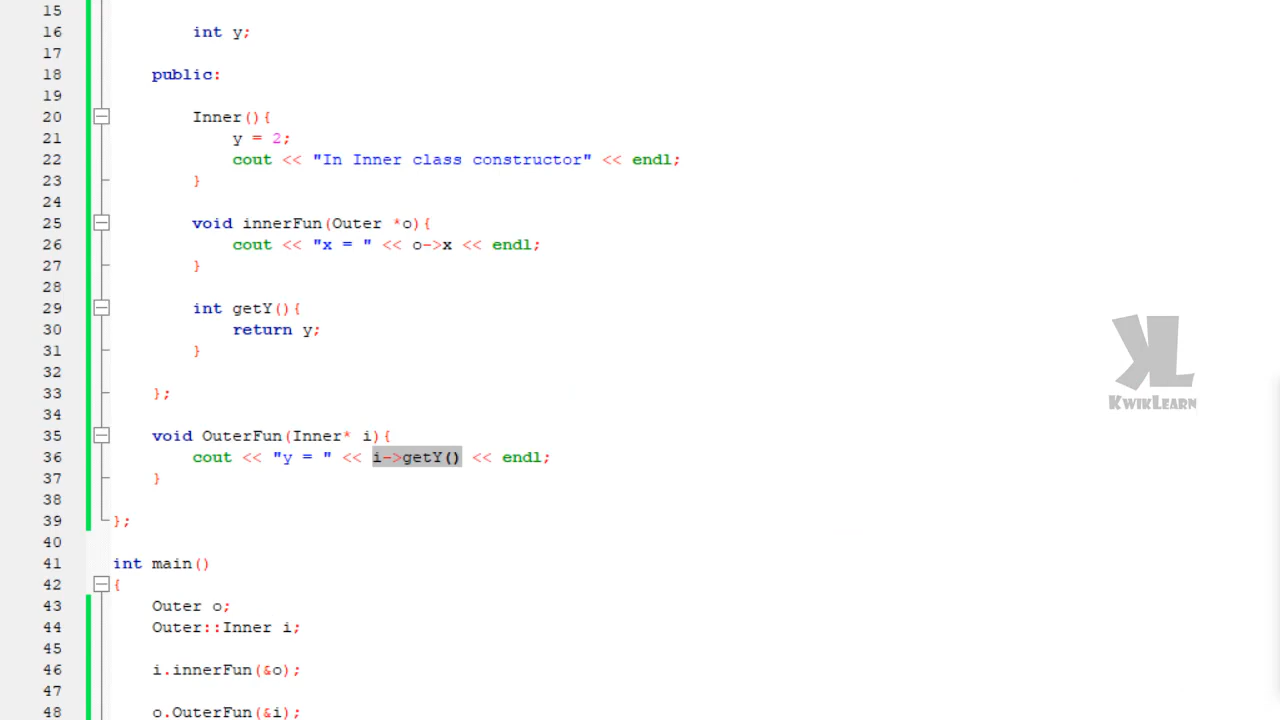 15
16 int y;
17
18 public:
19
20 Inner(){
21 y = 2;
22 cout << "In Inner class constructor" << endl;
23 }
24
25 void innerFun(Outer *o){
26 cout << "x = " << o->x << endl;
27 }
28
29 int getY(){
30 return y;
31 }
32
33 };
34
35 void OuterFun(Inner* i){
36 cout << "y = " << i->getY() << endl;
37 }
38
39 };
40
41 int main()
42 {
43 Outer o;
44 Outer::Inner i;
45
46 i.innerFun(&o);
47
48 o.OuterFun(&i);
KL
KwikLearn